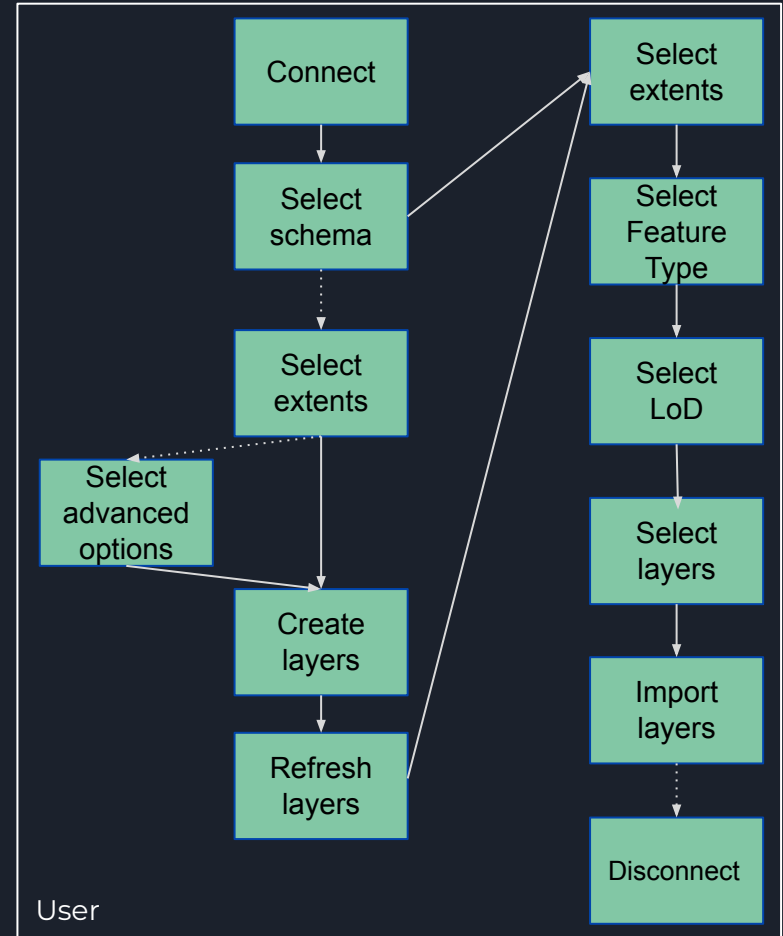 Connect
Select
schema
Select
extents
Select
advanced
options
Create
layers
Refresh
layers
Select
extents
Select
Feature
Type
Select
LoD
Select
layers
Import
layers
Disconnect
User